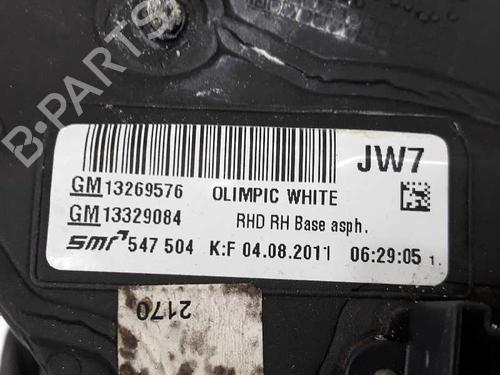 B-PARTS
JW7
GM 13269576 OLIMPIC WHITE
GM 13329084 RHD RH Base asph.
smr 547 504 K:F 04.08.2011 06:29:05 1.
2170